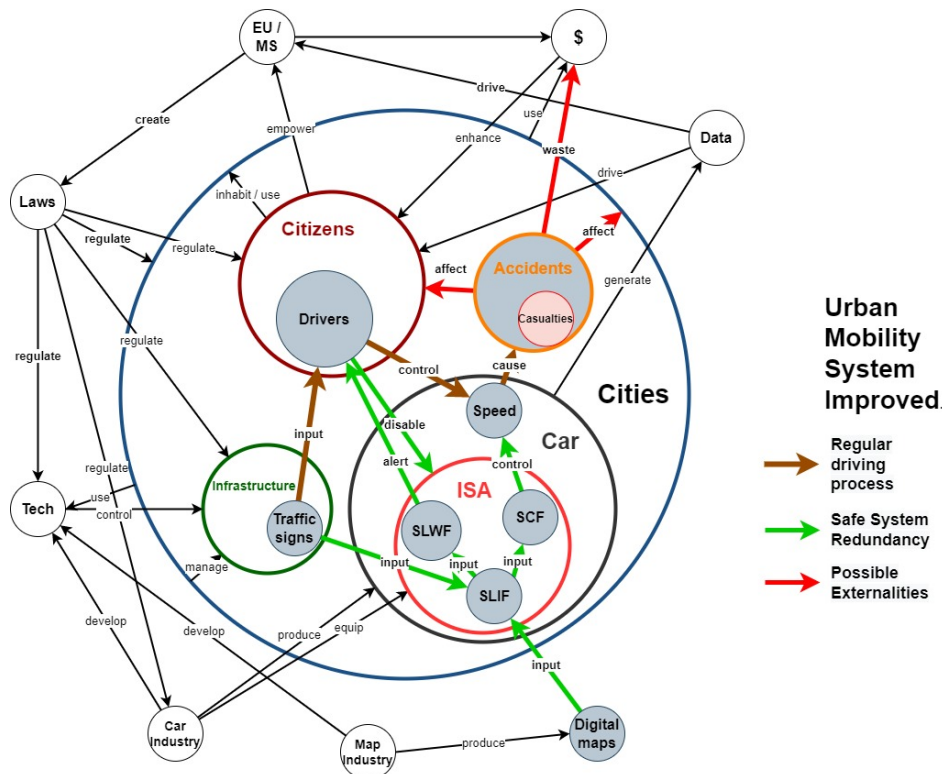 EU /
MS
$
drive
use
create
empower
enhance
waste
Data
inhabit / use
drive
Laws
regulate
regulate
Citizens
affect
affect
Accidents
generate
Casualties
Drivers
regulate
regulate
control
cause
Cities
Speed
Car
input
disable
alert
control
ISA
regulate
Infrastructure
use
control
Tech
Traffic
signs
SLWF
SCF
input
input
input
manage
SLIF
develop
develop
produce
equip
input
Car
Industry
Map
Industry
produce
Digital
maps
Urban
Mobility
System
Improved.
Regular
driving
process
Safe System
Redundancy
Possible
Externalities